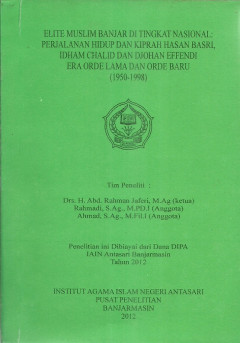 ELITE MUSLIM BANJAR DI TINGKAT NASIONAL
PERJALANAN HIDUP DAN KIPRAH HASAN BASRI,
IDHAM CHALID DAN DJOHAN EFFENDI
ERA ORDE LAMA DAN ORDE BARU
(1950-1998)
Tim Peneliti :
Drs. H. Abd. Rahman Jaferi, M.Ag (ketua)
Rahmadi, S.Ag., M.PD.I (Anggota)
Ahmad, S.Ag., M.Fil.I (Anggota)
Penelitian ini Dibiayai dari Dana DIPA
IAIN Antasari Banjarmasin
Tahun 2012
INSTITUT AGAMA ISLAM NEGERI ANTASARI
PUSAT PENELITIAN
BANJARMASIN
2012